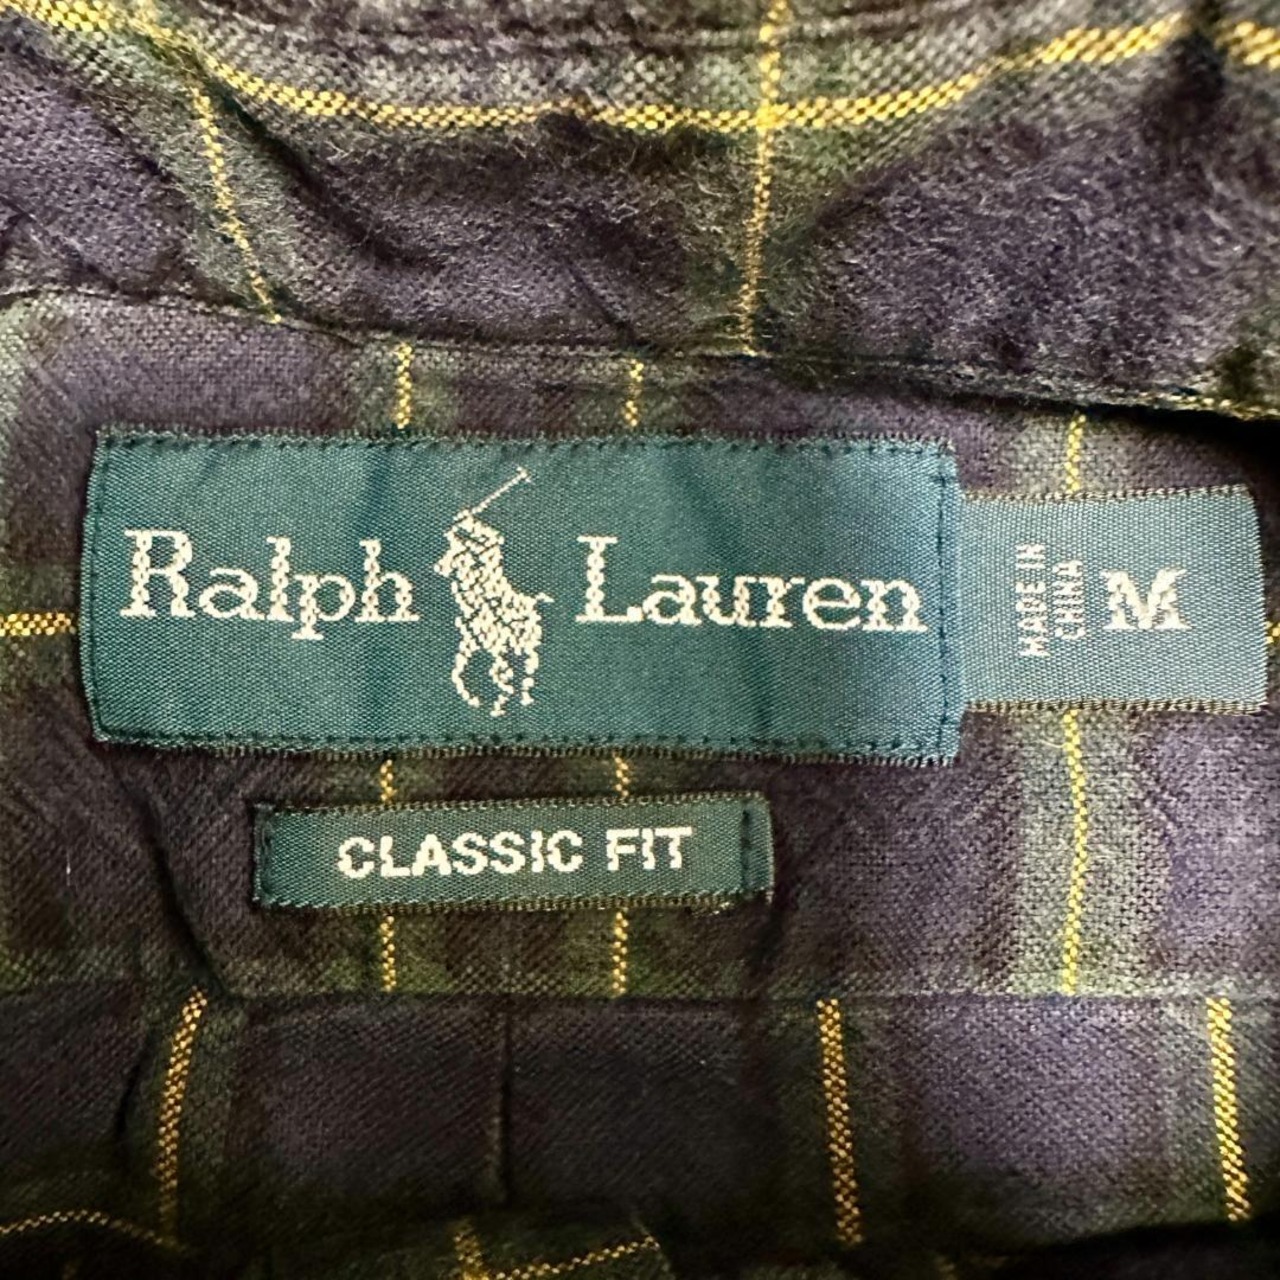 Ralph Lauren
MADE IN
CHINA
M
CLASSIC FIT